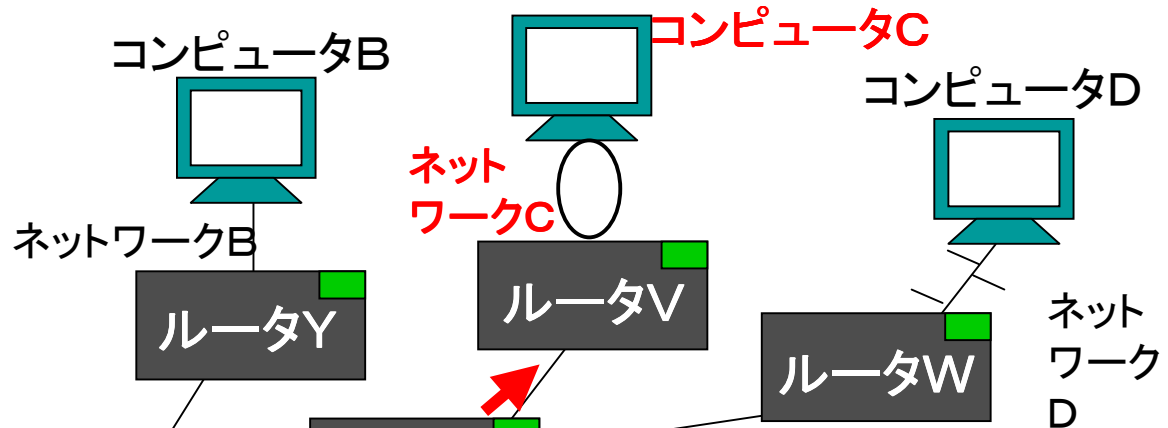 コンピュータB
コンピュータC
コンピュータD
ネット
ワークC
ネットワークB
ルータY
ルータV
ルータW
ネット
ワーク
D